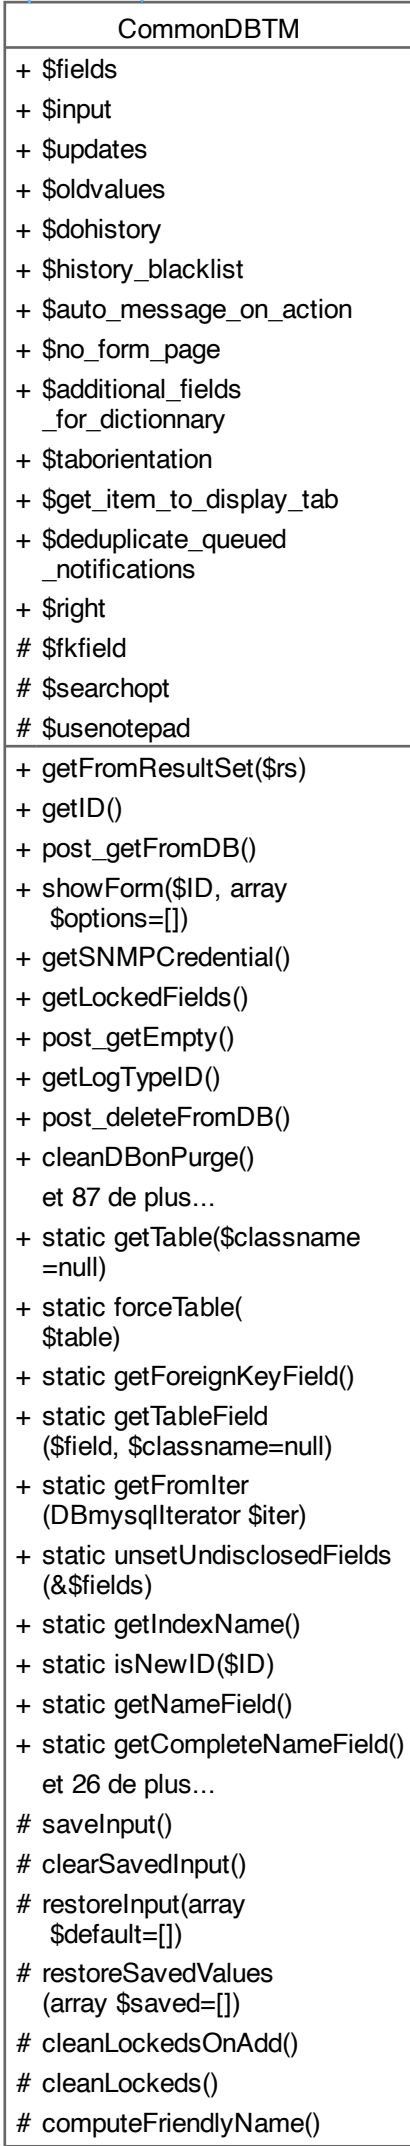 CommonDBTM
+ $fields
+ $input
+ $updates
+ $oldvalues
+ $dohistory
+ $history_blacklist
+ $auto_message_on_action
+ $no_form_page
+ $additional_fields
_for_dictionnary
+ $taborientation
+ $get_item_to_display_tab
+ $deduplicate_queued
_notifications
+ $right
# $fkfield
# $searchopt
# $usenotepad
+ getFromResultSet($rs)
+ getID()
+ post_getFromDB()
+ showForm($ID, array
$options=[])
+ getSNMPCredential()
+ getLockedFields()
+ post_getEmpty()
+ getLogTypeID()
+ post_deleteFromDB()
+ cleanDBonPurge()
et 87 de plus...
+ static getTable($classname
=null)
+ static forceTable(
$table)
+ static getForeignKeyField()
+ static getTableField
($field, $classname=null)
+ static getFromIter
(DBmysqlIterator $iter)
+ static unsetUndisclosedFields
(&$fields)
+ static getIndexName()
+ static isNewID($ID)
+ static getNameField()
+ static getCompleteNameField()
et 26 de plus...
# saveInput()
# clearSavedInput()
# restoreInput(array
$default=[])
# restoreSavedValues
(array $saved=[])
# cleanLockedsOnAdd()
# cleanLockeds()
# computeFriendlyName()